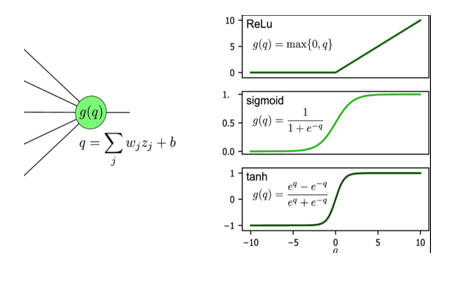 g(q)
q = ∑_j w_j z_j + b
10
5
0
ReLu
g(q) = max{0, q}
1.
0.5
0.0
sigmoid
g(q) = 1 / (1 + e^{-q})
1
0
−1
tanh
g(q) = (e^q − e^{-q}) / (e^q + e^{-q})
−10 −5 0 5 10